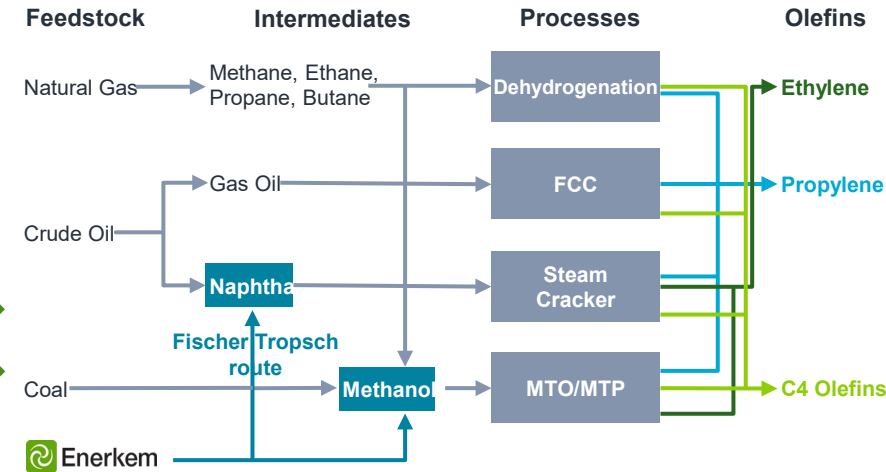 Feedstock
Intermediates
Processes
Olefins
Natural Gas
Methane, Ethane,
Propane, Butane
Dehydrogenation
Ethylene
Gas Oil
FCC
Propylene
Crude Oil
Naphtha
Steam
Cracker
Fischer Tropsch
route
Coal
Methanol
MTO/MTP
C4 Olefins
Enerkem